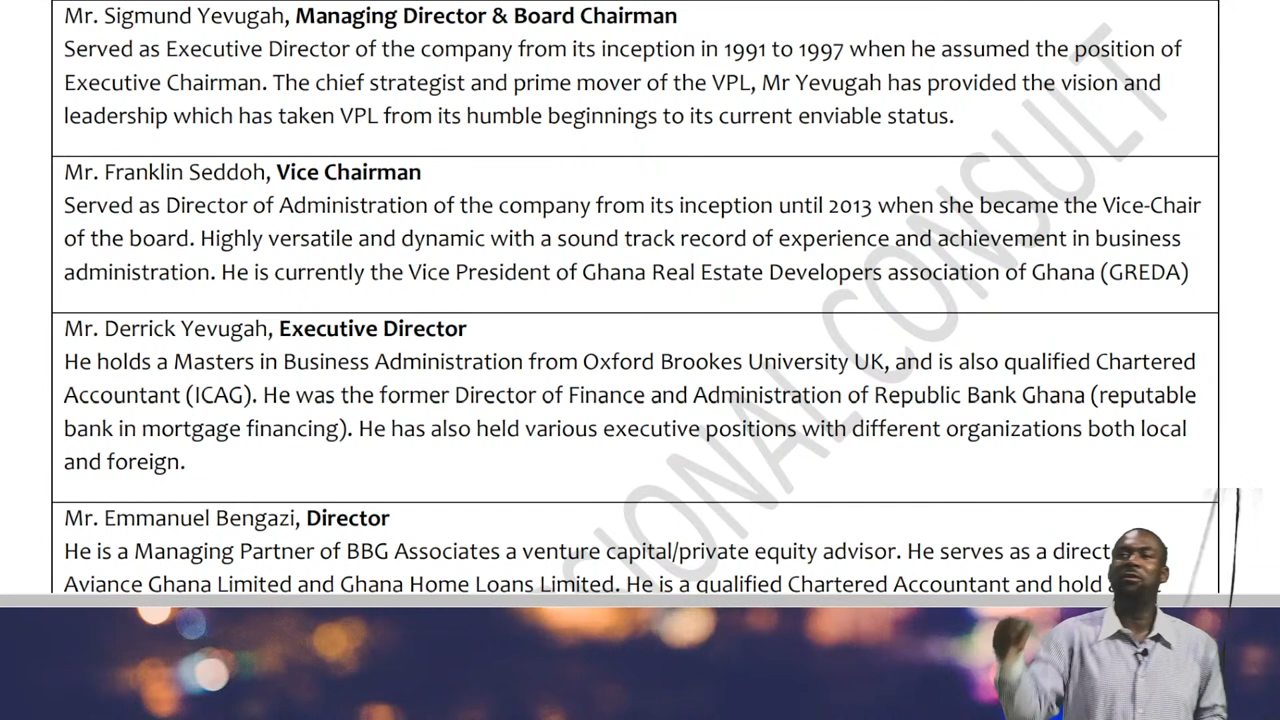 Mr. Sigmund Yevugah, Managing Director & Board Chairman
Served as Executive Director of the company from its inception in 1991 to 1997 when he assumed the position of
Executive Chairman. The chief strategist and prime mover of the VPL, Mr Yevugah has provided the vision and
leadership which has taken VPL from its humble beginnings to its current enviable status.
Mr. Franklin Seddoh, Vice Chairman
Served as Director of Administration of the company from its inception until 2013 when she became the Vice-Chair
of the board. Highly versatile and dynamic with a sound track record of experience and achievement in business
administration. He is currently the Vice President of Ghana Real Estate Developers association of Ghana (GREDA)
Mr. Derrick Yevugah, Executive Director
He holds a Masters in Business Administration from Oxford Brookes University UK, and is also qualified Chartered
Accountant (ICAG). He was the former Director of Finance and Administration of Republic Bank Ghana (reputable
bank in mortgage financing). He has also held various executive positions with different organizations both local
and foreign.
Mr. Emmanuel Bengazi, Director
He is a Managing Partner of BBG Associates a venture capital/private equity advisor. He serves as a direct
Aviance Ghana Limited and Ghana Home Loans Limited. He is a qualified Chartered Accountant and hold
SIONAL CONSULT